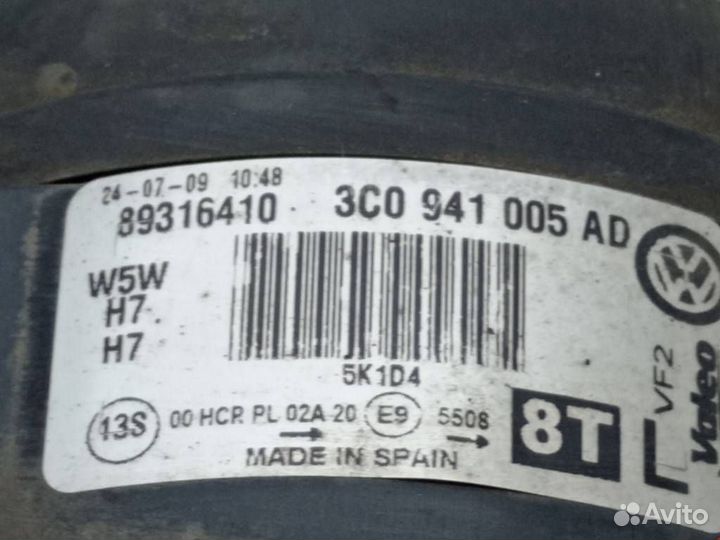 24-07-09 10:48
89316410 3C0 941 005 AD
W5W
H7
H7
5K1D4
13S 00 HCR PL 02A 20 E9 5508
8T
L
VF2
Valeo
MADE IN SPAIN
Avito